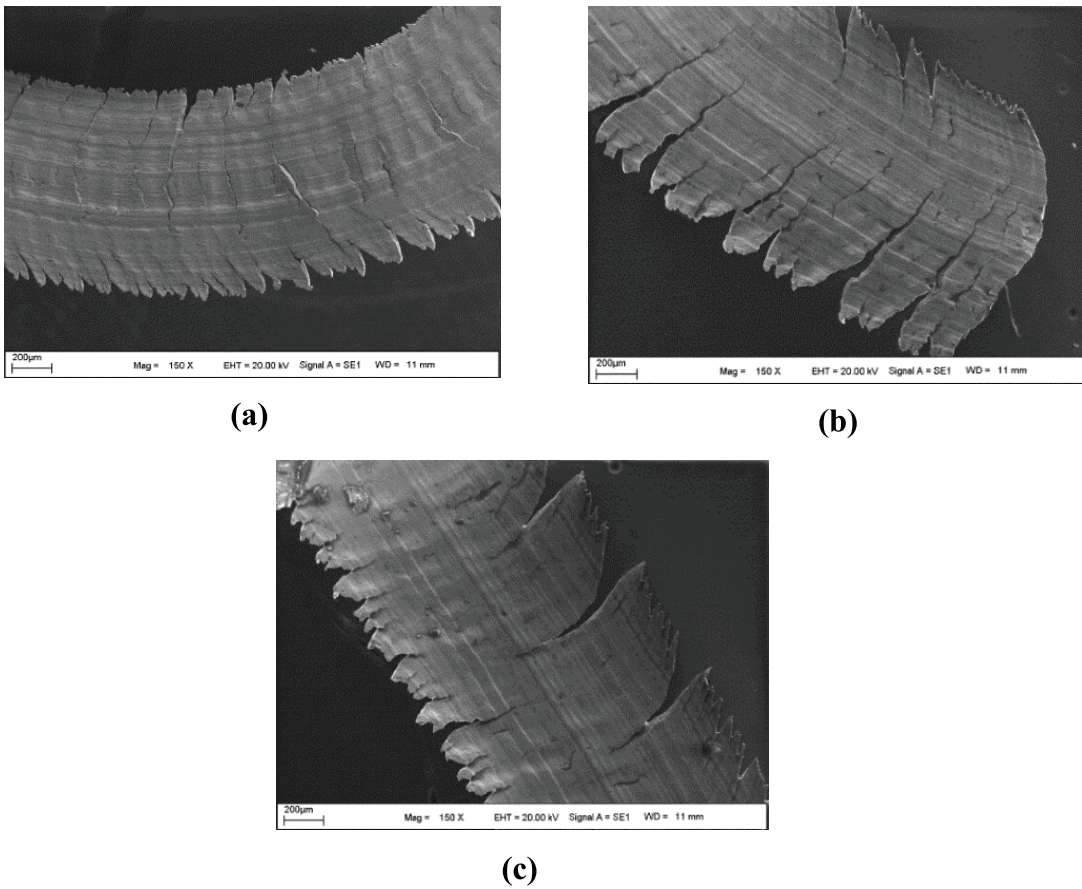 200µm
Mag = 150 X EHT = 20.00 kV Signal A = SE1 WD = 11 mm
(a)
200µm
Mag = 150 X EHT = 20.00 kV Signal A = SE1 WD = 11 mm
(b)
200µm
Mag = 150 X EHT = 20.00 kV Signal A = SE1 WD = 11 mm
(c)